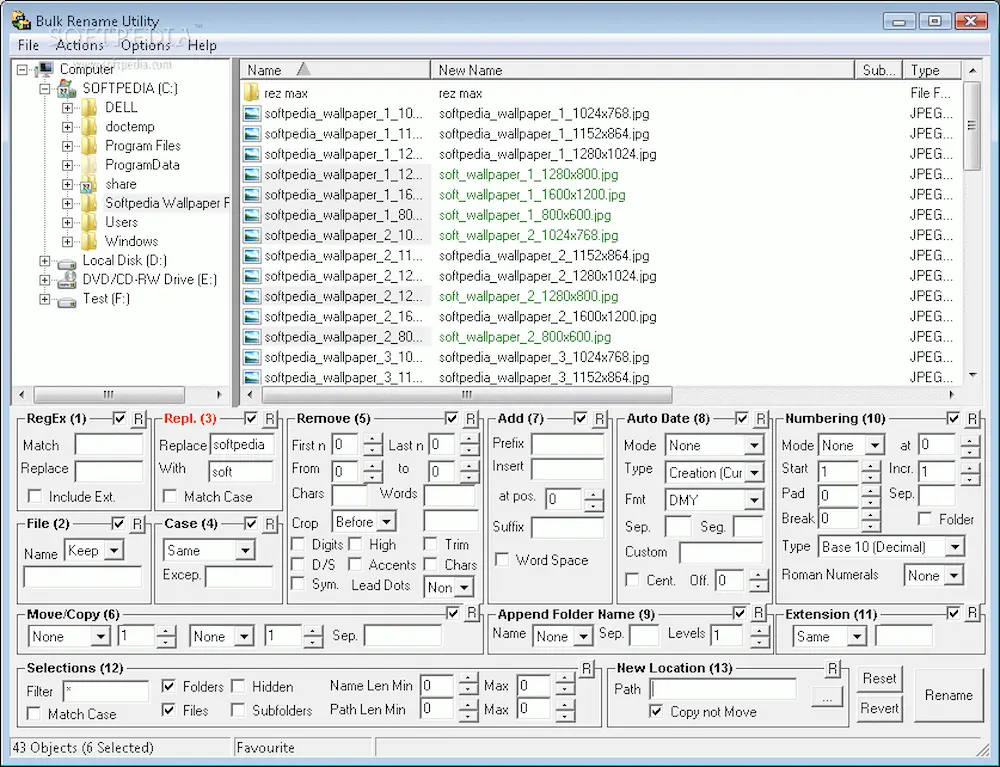 Bulk Rename Utility
File Actions Options Help
SOFTPEDIA
www.softpedia.com
Computer
SOFTPEDIA (C:)
DELL
doctemp
Program Files
ProgramData
share
Softpedia Wallpaper F
Users
Windows
Local Disk (D:)
DVD/CD-RW Drive (E:)
Test (F:)
Name New Name Sub... Type
rez max rez max File F...
softpedia_wallpaper_1_10... softpedia_wallpaper_1_1024x768.jpg JPEG...
softpedia_wallpaper_1_11... softpedia_wallpaper_1_1152x864.jpg JPEG...
softpedia_wallpaper_1_12... softpedia_wallpaper_1_1280x1024.jpg JPEG...
softpedia_wallpaper_1_12... soft_wallpaper_1_1280x800.jpg JPEG...
softpedia_wallpaper_1_16... soft_wallpaper_1_1600x1200.jpg JPEG...
softpedia_wallpaper_1_80... soft_wallpaper_1_800x600.jpg JPEG...
softpedia_wallpaper_2_10... soft_wallpaper_2_1024x768.jpg JPEG...
softpedia_wallpaper_2_11... softpedia_wallpaper_2_1152x864.jpg JPEG...
softpedia_wallpaper_2_12... softpedia_wallpaper_2_1280x1024.jpg JPEG...
softpedia_wallpaper_2_12... soft_wallpaper_2_1280x800.jpg JPEG...
softpedia_wallpaper_2_16... softpedia_wallpaper_2_1600x1200.jpg JPEG...
softpedia_wallpaper_2_80... soft_wallpaper_2_800x600.jpg JPEG...
softpedia_wallpaper_3_10... softpedia_wallpaper_3_1024x768.jpg JPEG...
softpedia_wallpaper_3_11... softpedia_wallpaper_3_1152x864.jpg JPEG...
RegEx (1) R
Match
Replace
Include Ext.
Repl. (3) R
Replace softpedia
With soft
Match Case
Remove (5) R
First n 0 Last n 0
From 0 to 0
Chars Words
Crop Before
Digits High Trim
D/S Accents Chars
Sym. Lead Dots Non
Add (7) R
Prefix
Insert
at pos. 0
Suffix
Word Space
Auto Date (8) R
Mode None
Type Creation (Cur
Fmt DMY
Sep. Seg.
Custom
Cent. Off. 0
Numbering (10) R
Mode None at 0
Start 1 Incr. 1
Pad 0 Sep.
Break 0 Folder
Type Base 10 (Decimal)
Roman Numerals None
File (2) R
Name Keep
Case (4) R
Same
Excep.
Move/Copy (6) R
None 1 None 1 Sep.
Append Folder Name (9) R
Name None Sep. Levels 1
Extension (11) R
Same
Selections (12) R
Filter * Folders Hidden Name Len Min 0 Max 0
Match Case Files Subfolders Path Len Min 0 Max 0
New Location (13) R
Path ...
Copy not Move
Reset
Revert
Rename
43 Objects (6 Selected) Favourite